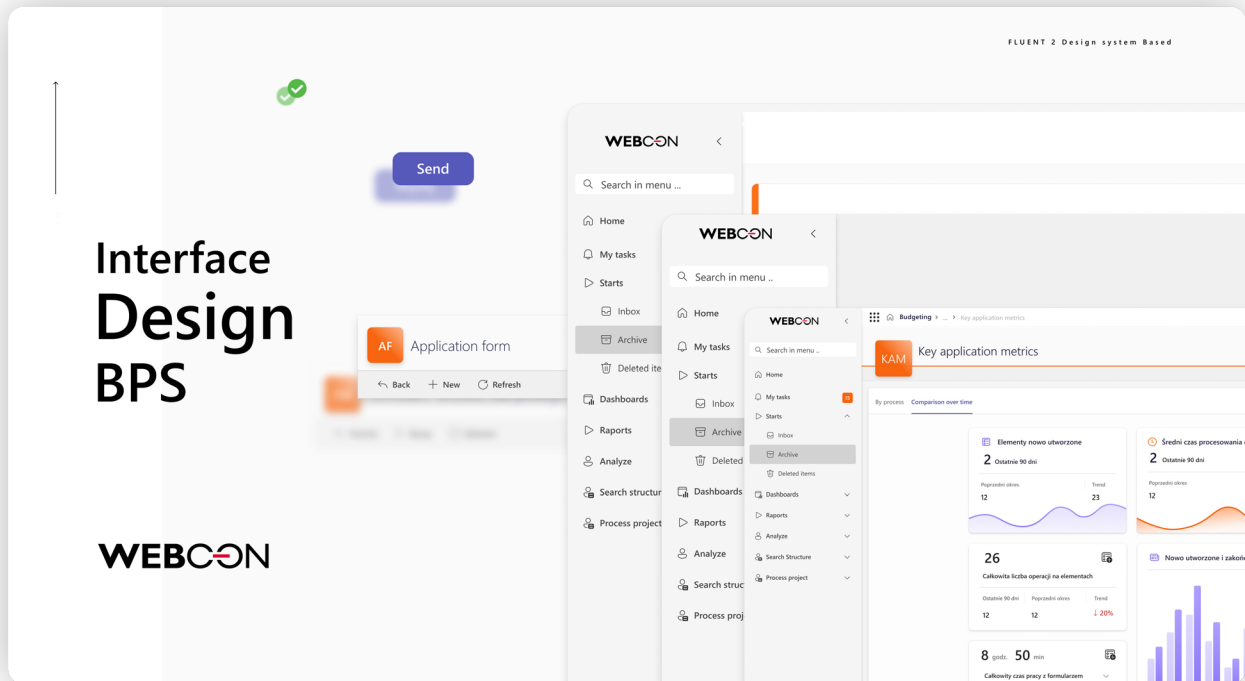 FLUENT 2 Design system Based
Send
Interface
Design
BPS
WEBCON
AF Application form
Back New Refresh
WEBCON
Search in menu ...
Home
My tasks
Starts
Inbox
Archive
Deleted ite
Dashboards
Raports
Analyze
Search structur
Process project
WEBCON
Search in menu ..
Home
My tasks
Starts
Inbox
Archive
Deleted
Dashboards
Raports
Analyze
Search struc
Process proj
WEBCON
Search in menu ..
Home
My tasks 11
Starts
Inbox
Archive
Deleted items
Dashboards
Raports
Analyze
Search Structure
Process project
Budgeting > ... > Key application metrics
KAM Key application metrics
By process Comparison over time
Elementy nowo utworzone
2 Ostatnie 90 dni
Poprzedni okres Trend
12 23
Średni czas procesowania
2 Ostatnie 90 dni
Poprzedni okres
12
26
Całkowita liczba operacji na elementach
Ostatnie 90 dni Poprzedni okres Trend
12 12 ↓ 20%
Nowo utworzone i zakoń
8 godz. 50 min
Całkowity czas pracy z formularzem